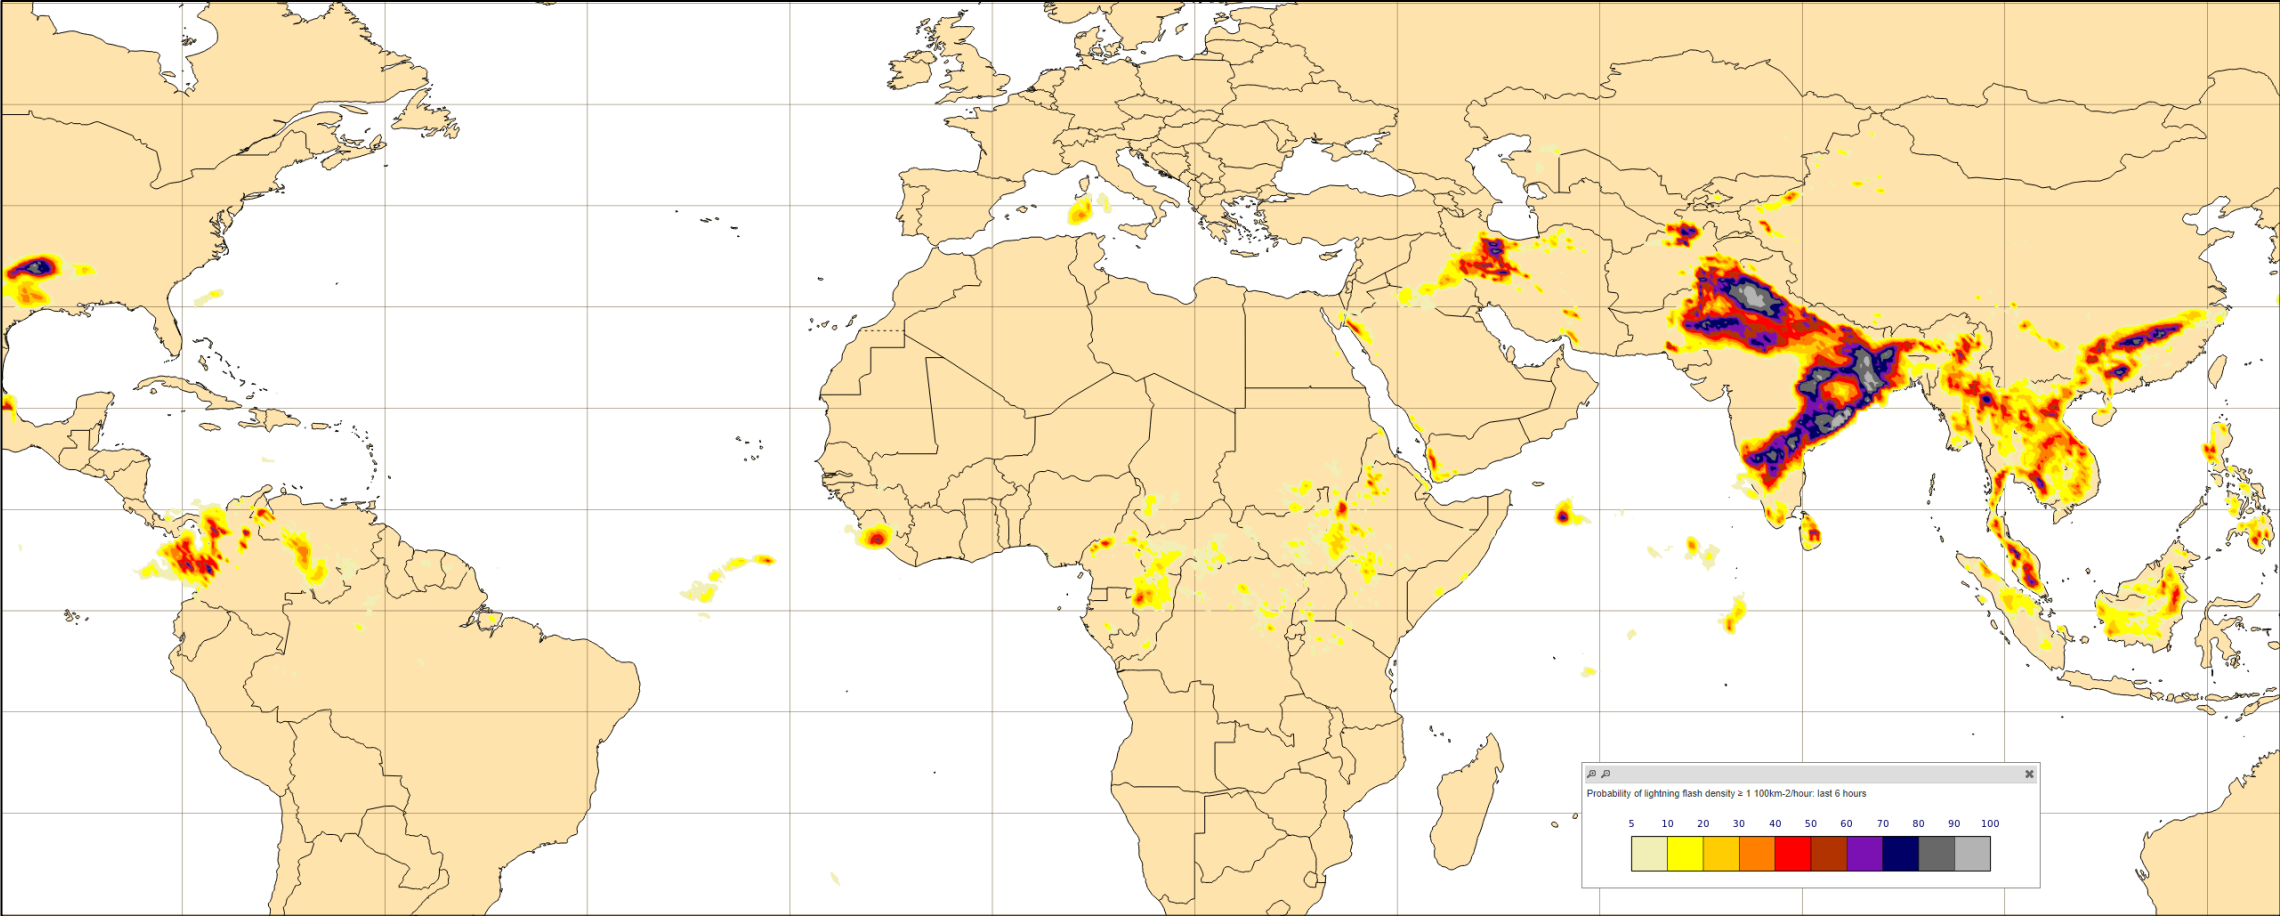 Probability of lightning flash density ≥ 1 100km-2/hour: last 6 hours
5 10 20 30 40 50 60 70 80 90 100